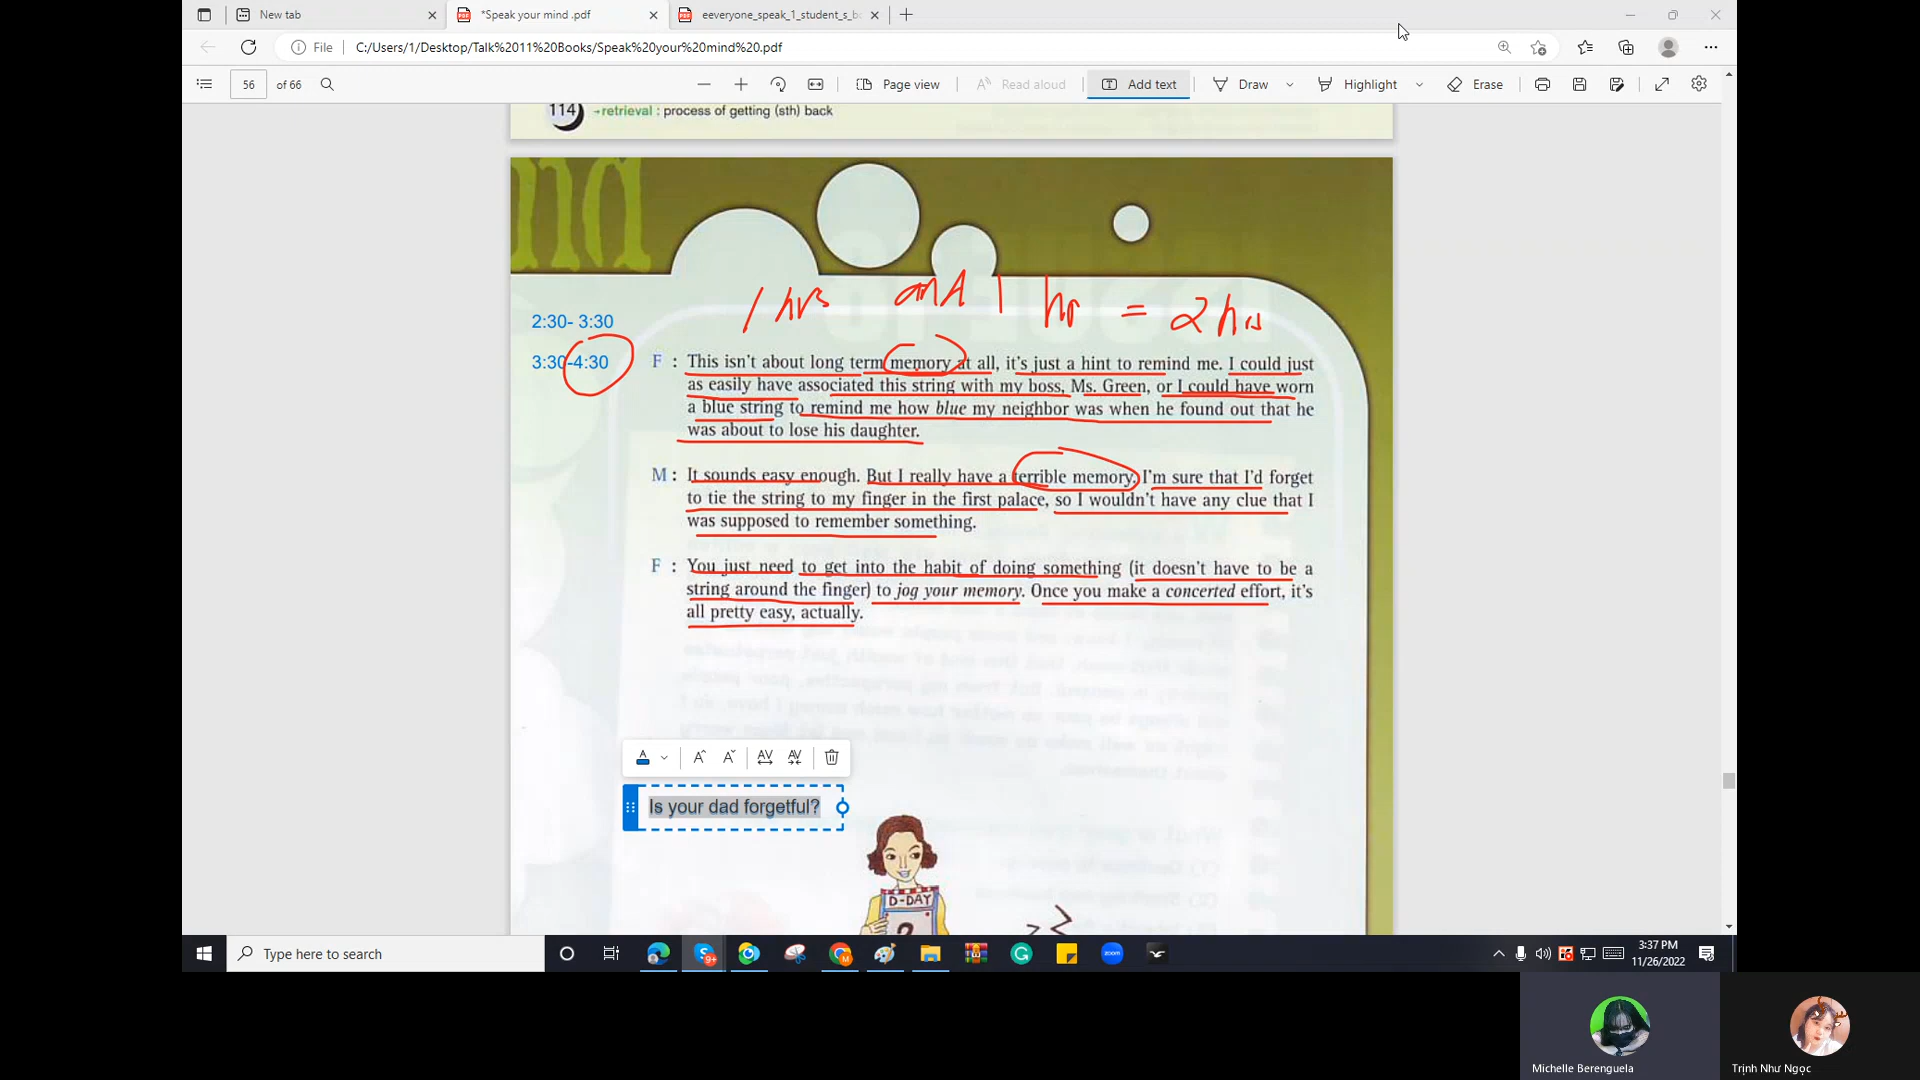 New tab
*Speak your mind .pdf
eeveryone_speak_1_student_s_bo
File
C:/Users/1/Desktop/Talk%2011%20Books/Speak%20your%20mind%20.pdf
56
of 66
Page view
Read aloud
Add text
Draw
Highlight
Erase
114
retrieval : process of getting (sth) back
nd
1 hrs and 1 hr = 2 hrs
2:30- 3:30
3:30-4:30
F : This isn't about long term memory at all, it's just a hint to remind me. I could just
as easily have associated this string with my boss, Ms. Green, or I could have worn
a blue string to remind me how blue my neighbor was when he found out that he
was about to lose his daughter.
M : It sounds easy enough. But I really have a terrible memory. I'm sure that I'd forget
to tie the string to my finger in the first palace, so I wouldn't have any clue that I
was supposed to remember something.
F : You just need to get into the habit of doing something (it doesn't have to be a
string around the finger) to jog your memory. Once you make a concerted effort, it's
all pretty easy, actually.
Is your dad forgetful?
D-DAY
?
Type here to search
3:37 PM
11/26/2022
Michelle Berenguela
Trịnh Như Ngọc